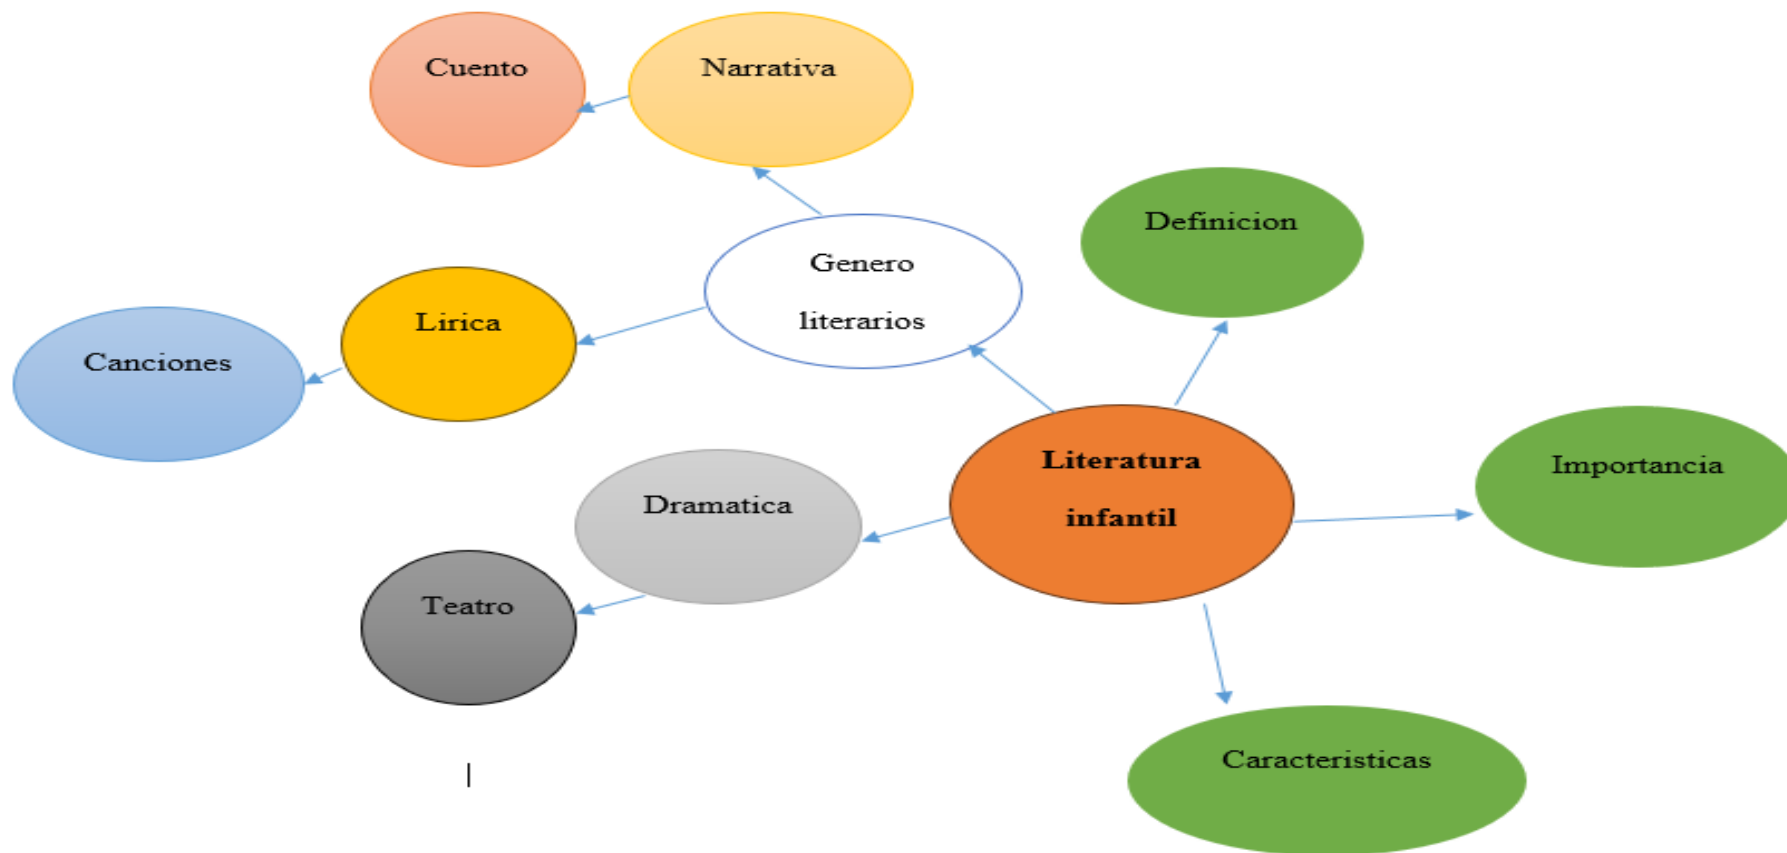 Cuento
Narrativa
Definicion
Genero
literarios
Lirica
Canciones
Literatura
infantil
Importancia
Dramatica
Teatro
Caracteristicas